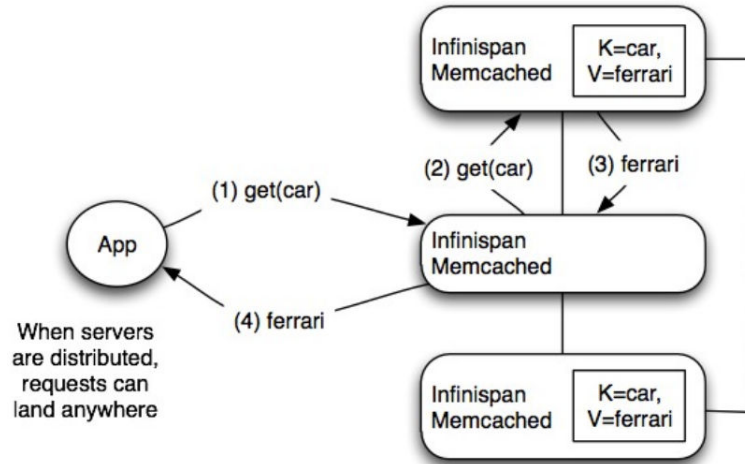 Infinispan
Memcached
K=car,
V=ferrari
(2) get(car)
(3) ferrari
(1) get(car)
App
Infinispan
Memcached
(4) ferrari
When servers
are distributed,
requests can
land anywhere
Infinispan
Memcached
K=car,
V=ferrari